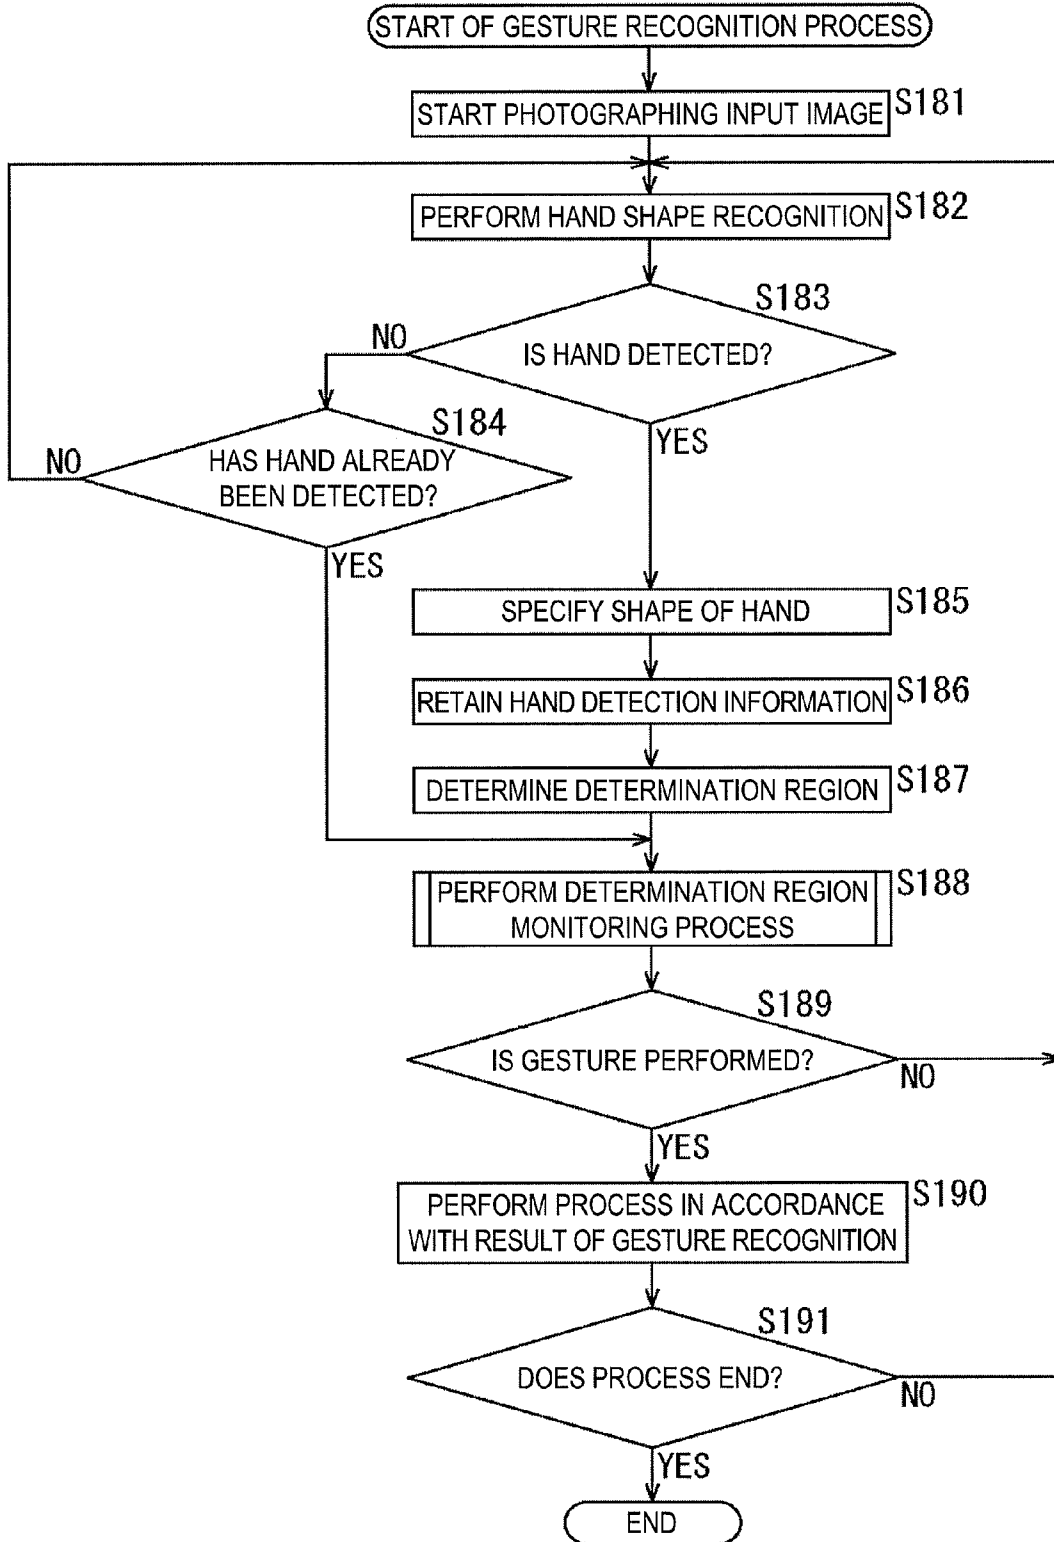 START OF GESTURE RECOGNITION PROCESS
START PHOTOGRAPHING INPUT IMAGE
S181
PERFORM HAND SHAPE RECOGNITION
S182
S183
IS HAND DETECTED?
NO
YES
S184
HAS HAND ALREADY
BEEN DETECTED?
NO
YES
SPECIFY SHAPE OF HAND
S185
RETAIN HAND DETECTION INFORMATION
S186
DETERMINE DETERMINATION REGION
S187
PERFORM DETERMINATION REGION
MONITORING PROCESS
S188
S189
IS GESTURE PERFORMED?
NO
YES
PERFORM PROCESS IN ACCORDANCE
WITH RESULT OF GESTURE RECOGNITION
S190
S191
DOES PROCESS END?
NO
YES
END